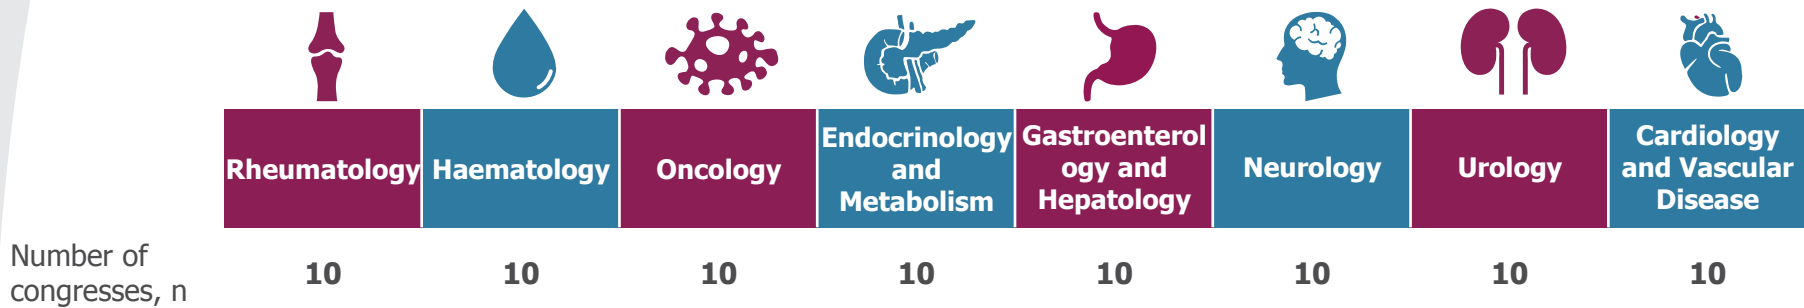 Rheumatology
Haematology
Oncology
Endocrinology
and
Metabolism
Gastroenterol
ogy and
Hepatology
Neurology
Urology
Cardiology
and Vascular
Disease
Number of
congresses, n
10
10
10
10
10
10
10
10